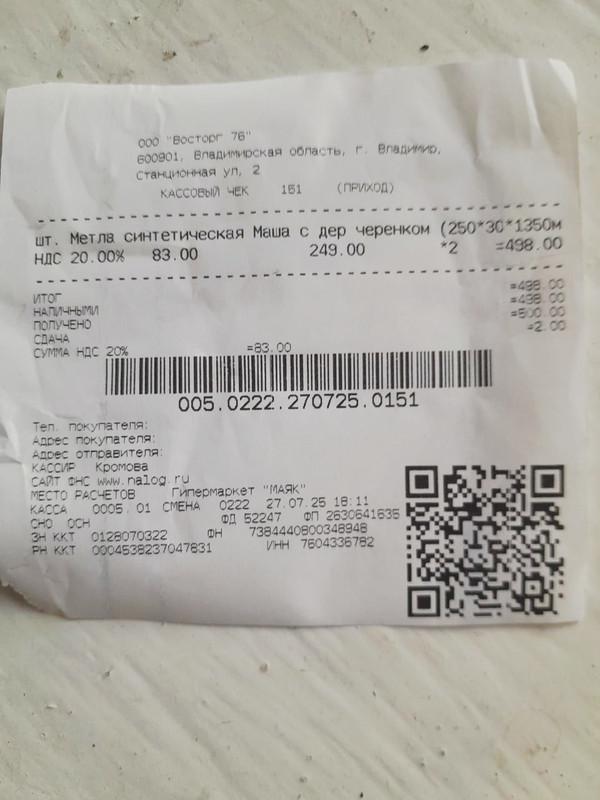 ООО "Восторг 76"
600901, Владимирская область, г. Владимир,
Станционная ул, 2
КАССОВЫЙ ЧЕК 151 (ПРИХОД)
шт. Метла синтетическая Маша с дер черенком (250*30*1350м
НДС 20.00% 83.00 249.00 *2 =498.00
ИТОГ =498.00
НАЛИЧНЫМИ =498.00
ПОЛУЧЕНО =500.00
СДАЧА =2.00
СУММА НДС 20% =83.00
005.0222.270725.0151
Тел. покупателя:
Адрес покупателя:
Адрес отправителя:
КАССИР Кромова
САЙТ ФНС www.nalog.ru
МЕСТО РАСЧЕТОВ Гипермаркет "МАЯК"
КАССА 0005.01 СМЕНА 0222 27.07.25 18:11
СНО ОСН ФД 52247 ФП 2630641635
ЗН ККТ 0128070322 ФН 7384440800348948
РН ККТ 0004538237047831 ИНН 7604336782